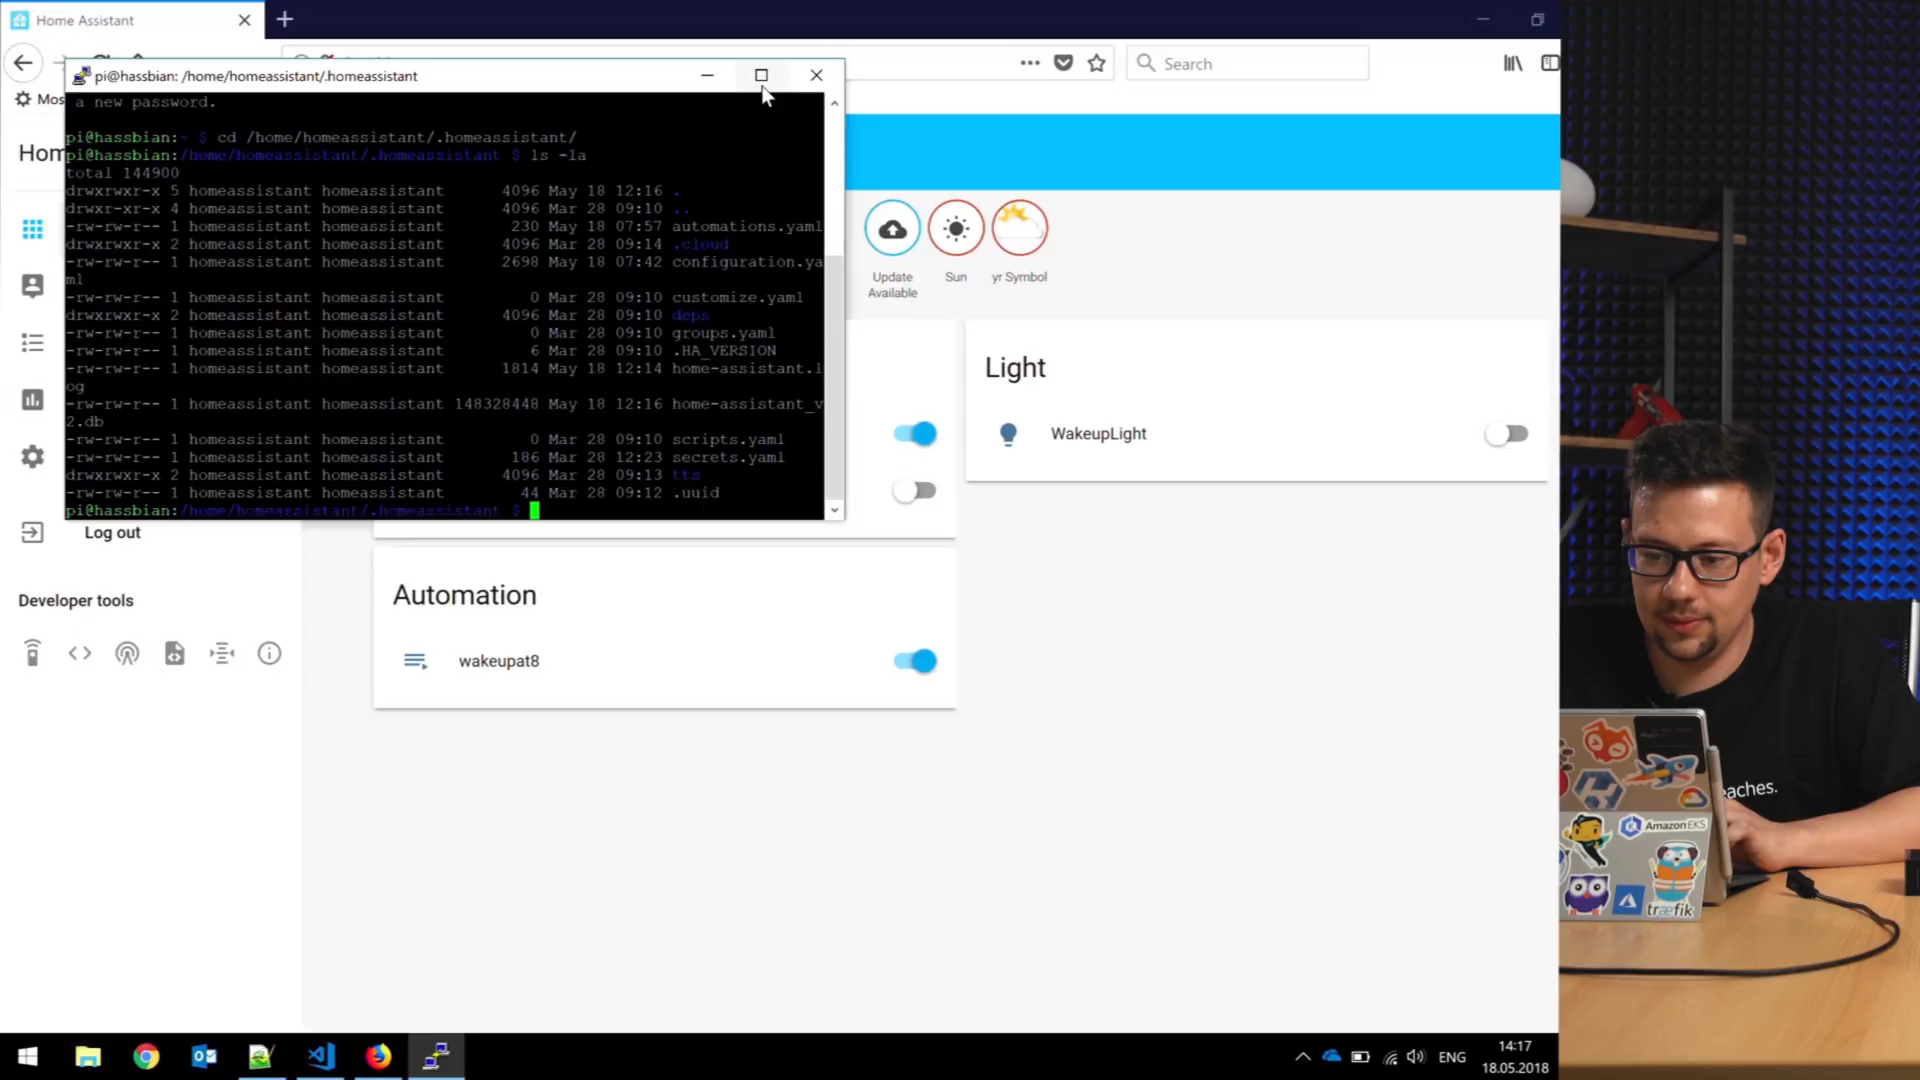 Home Assistant
Search
pi@hassbian: /home/homeassistant/.homeassistant
Mos
Hom
a new password.
pi@hassbian:~ $ cd /home/homeassistant/.homeassistant/
pi@hassbian:/home/homeassistant/.homeassistant $ ls -la
total 144900
drwxrwxr-x 5 homeassistant homeassistant 4096 May 18 12:16 .
drwxr-xr-x 4 homeassistant homeassistant 4096 Mar 28 09:10 ..
-rw-rw-r-- 1 homeassistant homeassistant 230 May 18 07:57 automations.yaml
drwxrwxr-x 2 homeassistant homeassistant 4096 Mar 28 09:14 .cloud
-rw-rw-r-- 1 homeassistant homeassistant 2698 May 18 07:42 configuration.ya
ml
-rw-rw-r-- 1 homeassistant homeassistant 0 Mar 28 09:10 customize.yaml
drwxrwxr-x 2 homeassistant homeassistant 4096 Mar 28 09:10 deps
-rw-rw-r-- 1 homeassistant homeassistant 0 Mar 28 09:10 groups.yaml
-rw-rw-r-- 1 homeassistant homeassistant 6 Mar 28 09:10 .HA_VERSION
-rw-rw-r-- 1 homeassistant homeassistant 1814 May 18 12:14 home-assistant.l
og
-rw-rw-r-- 1 homeassistant homeassistant 148328448 May 18 12:16 home-assistant_v
2.db
-rw-rw-r-- 1 homeassistant homeassistant 0 Mar 28 09:10 scripts.yaml
-rw-rw-r-- 1 homeassistant homeassistant 186 Mar 28 12:23 secrets.yaml
drwxrwxr-x 2 homeassistant homeassistant 4096 Mar 28 09:13 tts
-rw-rw-r-- 1 homeassistant homeassistant 44 Mar 28 09:12 .uuid
pi@hassbian:/home/homeassistant/.homeassistant $
Update
Available
Sun
yr Symbol
Light
WakeupLight
Log out
Developer tools
Automation
wakeupat8
eaches.
Amazon EKS
træfik
ENG
14:17
18.05.2018